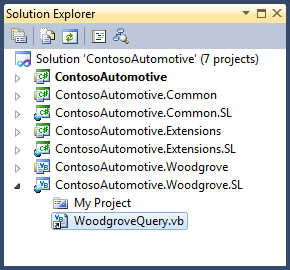 Solution Explorer
Solution 'ContosoAutomotive' (7 projects)
ContosoAutomotive
ContosoAutomotive.Common
ContosoAutomotive.Common.SL
ContosoAutomotive.Extensions
ContosoAutomotive.Extensions.SL
ContosoAutomotive.Woodgrove
ContosoAutomotive.Woodgrove.SL
My Project
WoodgroveQuery.vb